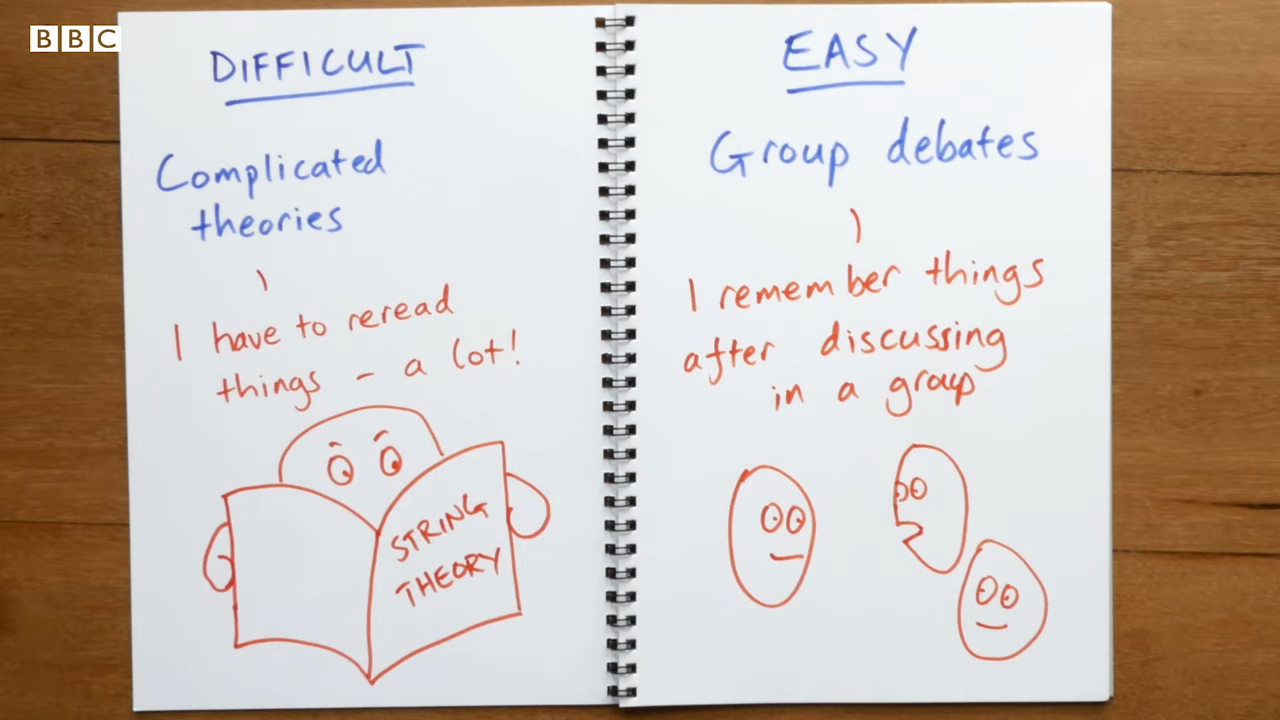 BBC
DIFFICULT
Complicated
theories
I have to reread
things - a lot!
STRING
THEORY
EASY
Group debates
I remember things
after discussing
in a group